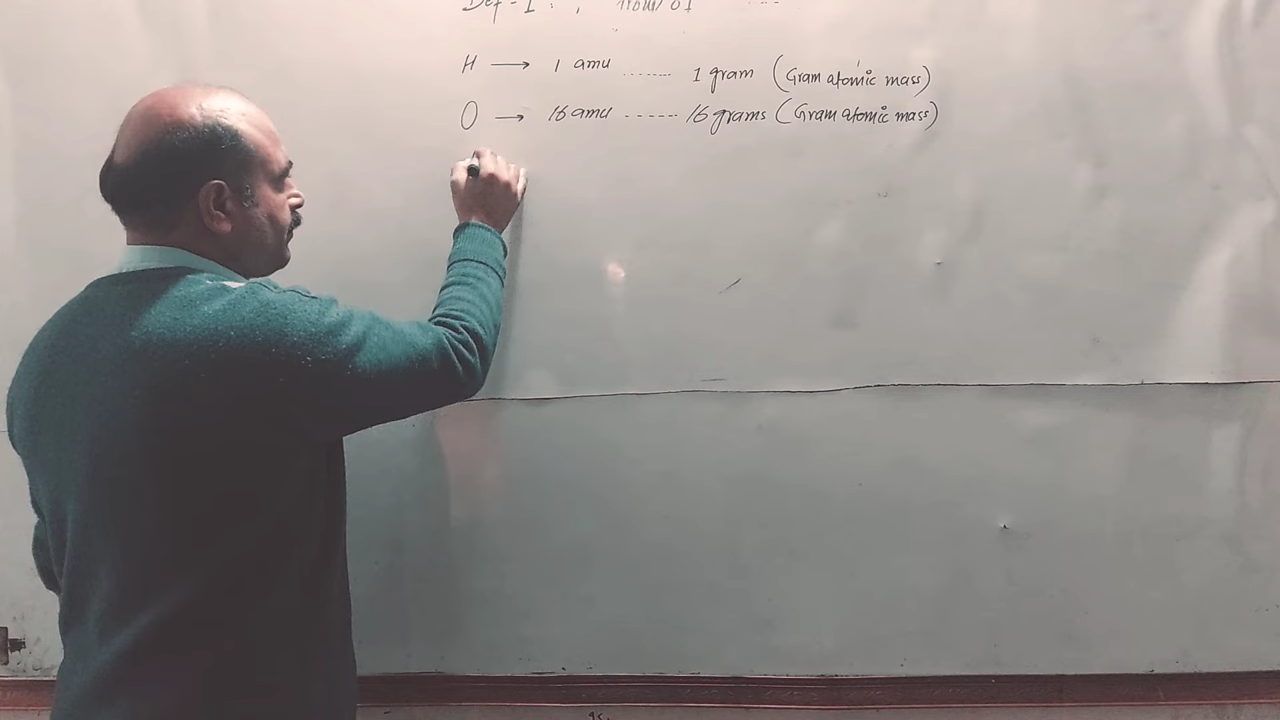 Def-I:
H → 1 amu ........ 1 gram (Gram atomic mass)
O → 16 amu ...... 16 grams (Gram atomic mass)